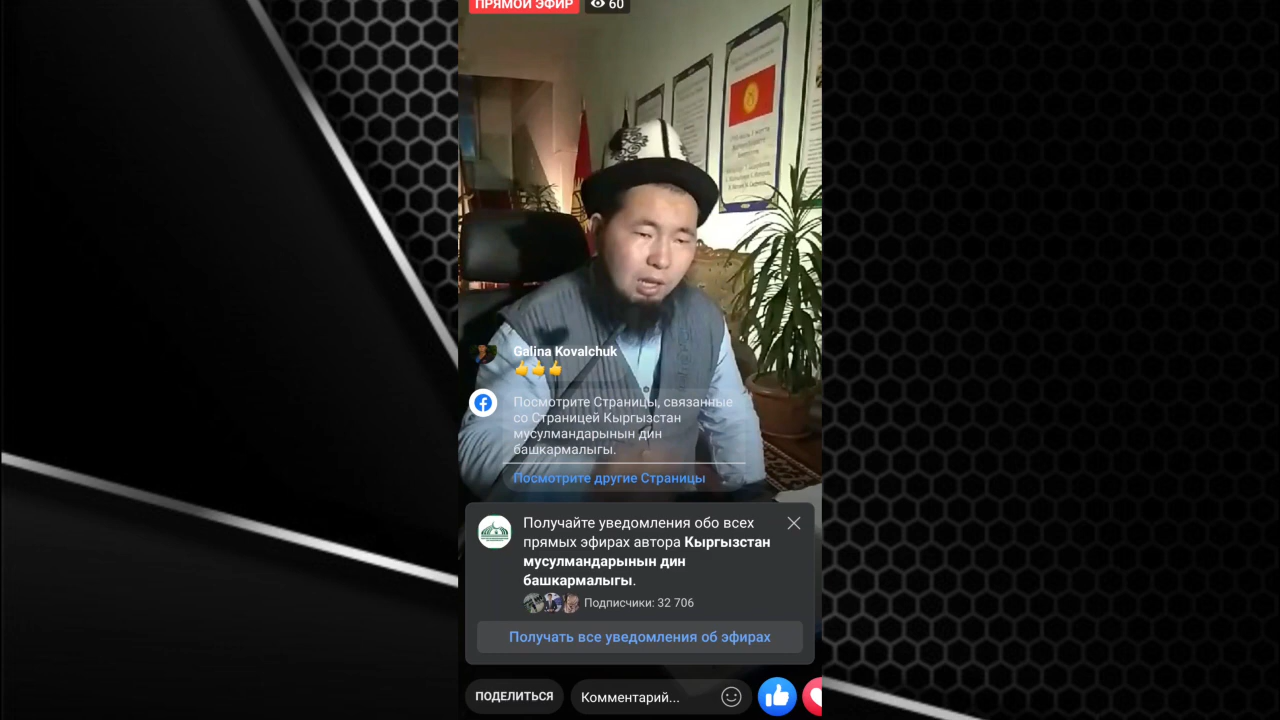 ПРЯМОЙ ЭФИР
60
Galina Kovalchuk
👍👍👍
Посмотрите Страницы, связанные
со Страницей Кыргызстан
мусулмандарынын дин
башкармалыгы.
Посмотрите другие Страницы
Получайте уведомления обо всех
прямых эфирах автора Кыргызстан
мусулмандарынын дин
башкармалыгы.
Подписчики: 32 706
Получать все уведомления об эфирах
ПОДЕЛИТЬСЯ
Комментарий...